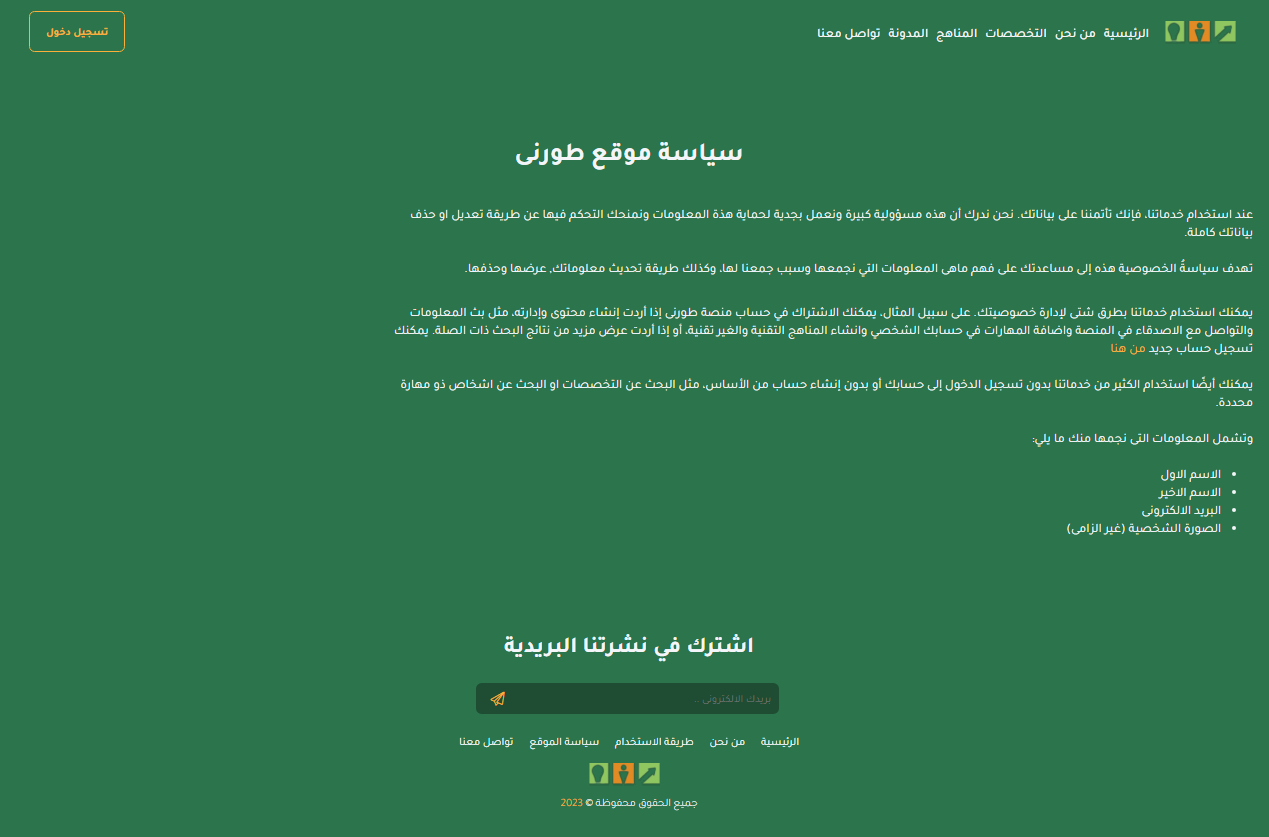 الرئيسية من نحن التخصصات المناهج المدونة تواصل معنا
تسجيل دخول
سياسة موقع طورنى
عند استخدام خدماتنا، فإنك تأتمننا على بياناتك. نحن ندرك أن هذه مسؤولية كبيرة ونعمل بجدية لحماية هذة المعلومات ونمنحك التحكم فيها عن طريقة تعديل او حذف
بياناتك كاملة.
تهدف سياسةُ الخصوصية هذه إلى مساعدتك على فهم ماهى المعلومات التي نجمعها وسبب جمعنا لها، وكذلك طريقة تحديث معلوماتك, عرضها وحذفها.
يمكنك استخدام خدماتنا بطرق شتى لإدارة خصوصيتك. على سبيل المثال، يمكنك الاشتراك في حساب منصة طورنى إذا أردت إنشاء محتوى وإدارته، مثل بث المعلومات
والتواصل مع الاصدقاء في المنصة واضافة المهارات في حسابك الشخصي وانشاء المناهج التقنية والغير تقنية، أو إذا أردت عرض مزيد من نتائج البحث ذات الصلة. يمكنك
تسجيل حساب جديد من هنا
يمكنك أيضًا استخدام الكثير من خدماتنا بدون تسجيل الدخول إلى حسابك أو بدون إنشاء حساب من الأساس، مثل البحث عن التخصصات او البحث عن اشخاص ذو مهارة
محددة.
وتشمل المعلومات التى نجمها منك ما يلي:
• الاسم الاول
• الاسم الاخير
• البريد الالكترونى
• الصورة الشخصية (غير الزامى)
اشترك في نشرتنا البريدية
بريدك الالكترونى ..
الرئيسية من نحن طريقة الاستخدام سياسة الموقع تواصل معنا
جميع الحقوق محفوظة © 2023